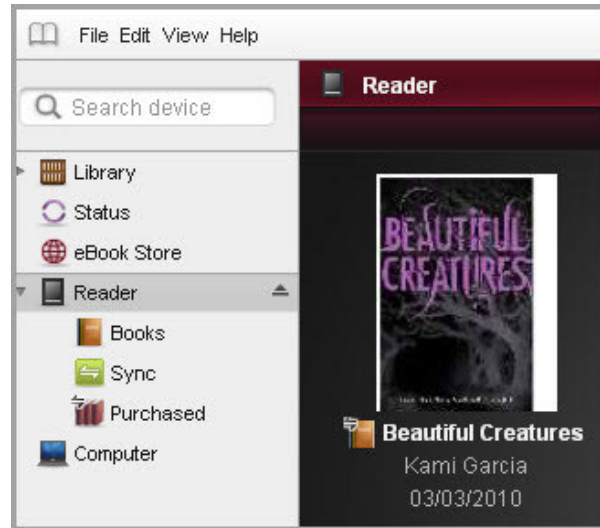 File Edit View Help
Search device
Library
Status
eBook Store
Reader
Books
Sync
Purchased
Computer
Reader
BEAUTIFUL
CREATURES
Beautiful Creatures
Kami Garcia
03/03/2010